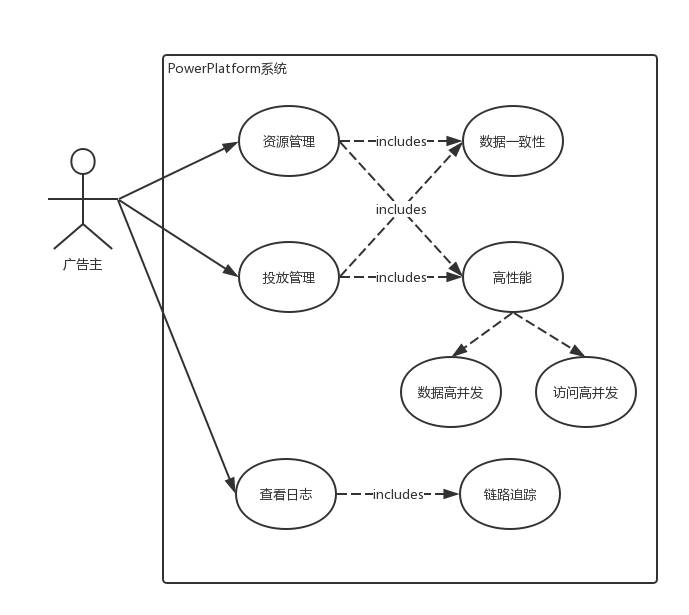 PowerPlatform系统
资源管理
includes
数据一致性
includes
广告主
投放管理
includes
高性能
数据高并发
访问高并发
查看日志
includes
链路追踪